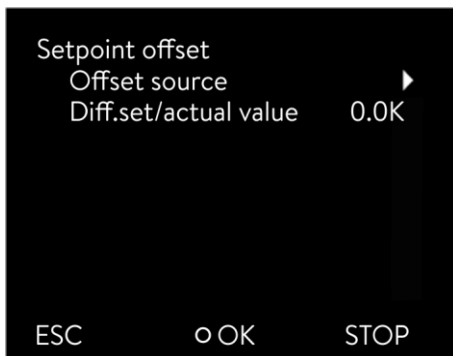 Setpoint offset
Offset source
Diff.set/actual value 0.0K
ESC OK STOP